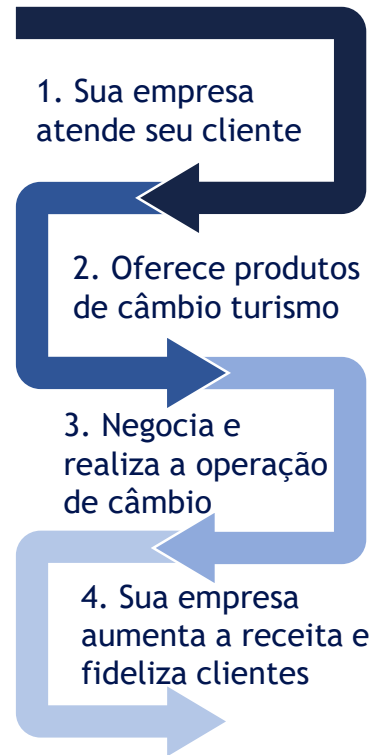 1. Sua empresa
atende seu cliente
2. Oferece produtos
de câmbio turismo
3. Negocia e
realiza a operação
de câmbio
4. Sua empresa
aumenta a receita e
fideliza clientes